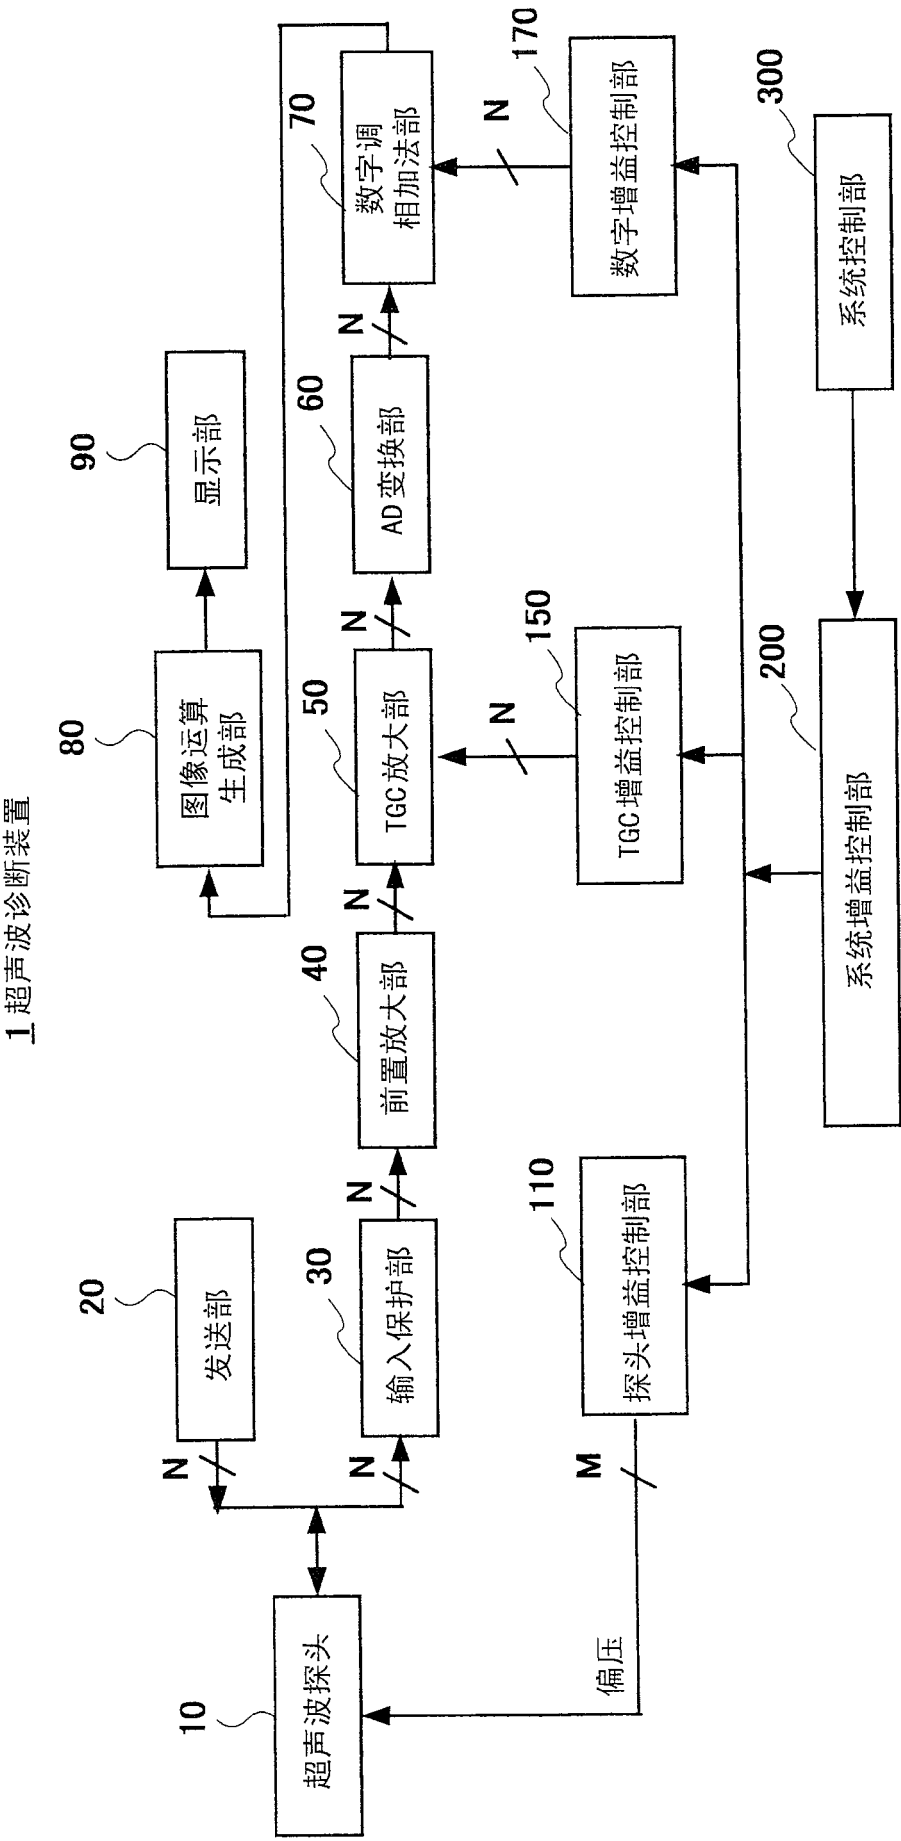 1 超声波诊断装置
80
图像运算
生成部
90
显示部
20
发送部
N
10
超声波探头
N
30
输入保护部
N
40
前置放大部
N
50
TGC放大部
N
60
AD变换部
N
70
数字调
相加法部
偏压
M
110
探头增益控制部
N
150
TGC增益控制部
N
170
数字增益控制部
200
系统增益控制部
300
系统控制部